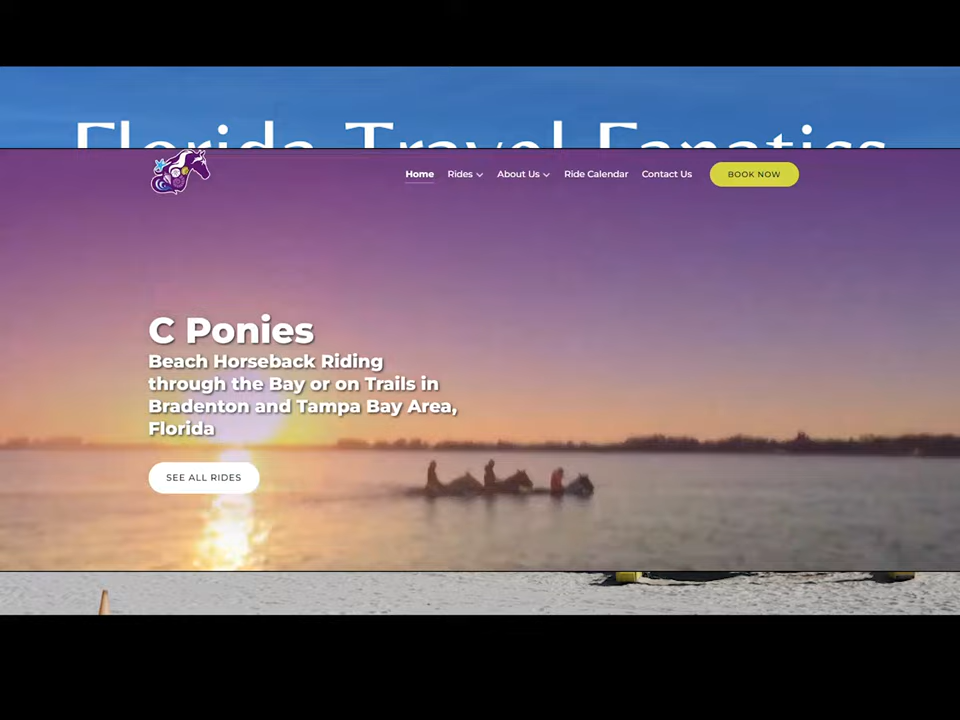 Florida Travel Fanatics
Home Rides About Us Ride Calendar Contact Us BOOK NOW
C Ponies
Beach Horseback Riding
through the Bay or on Trails in
Bradenton and Tampa Bay Area,
Florida
SEE ALL RIDES